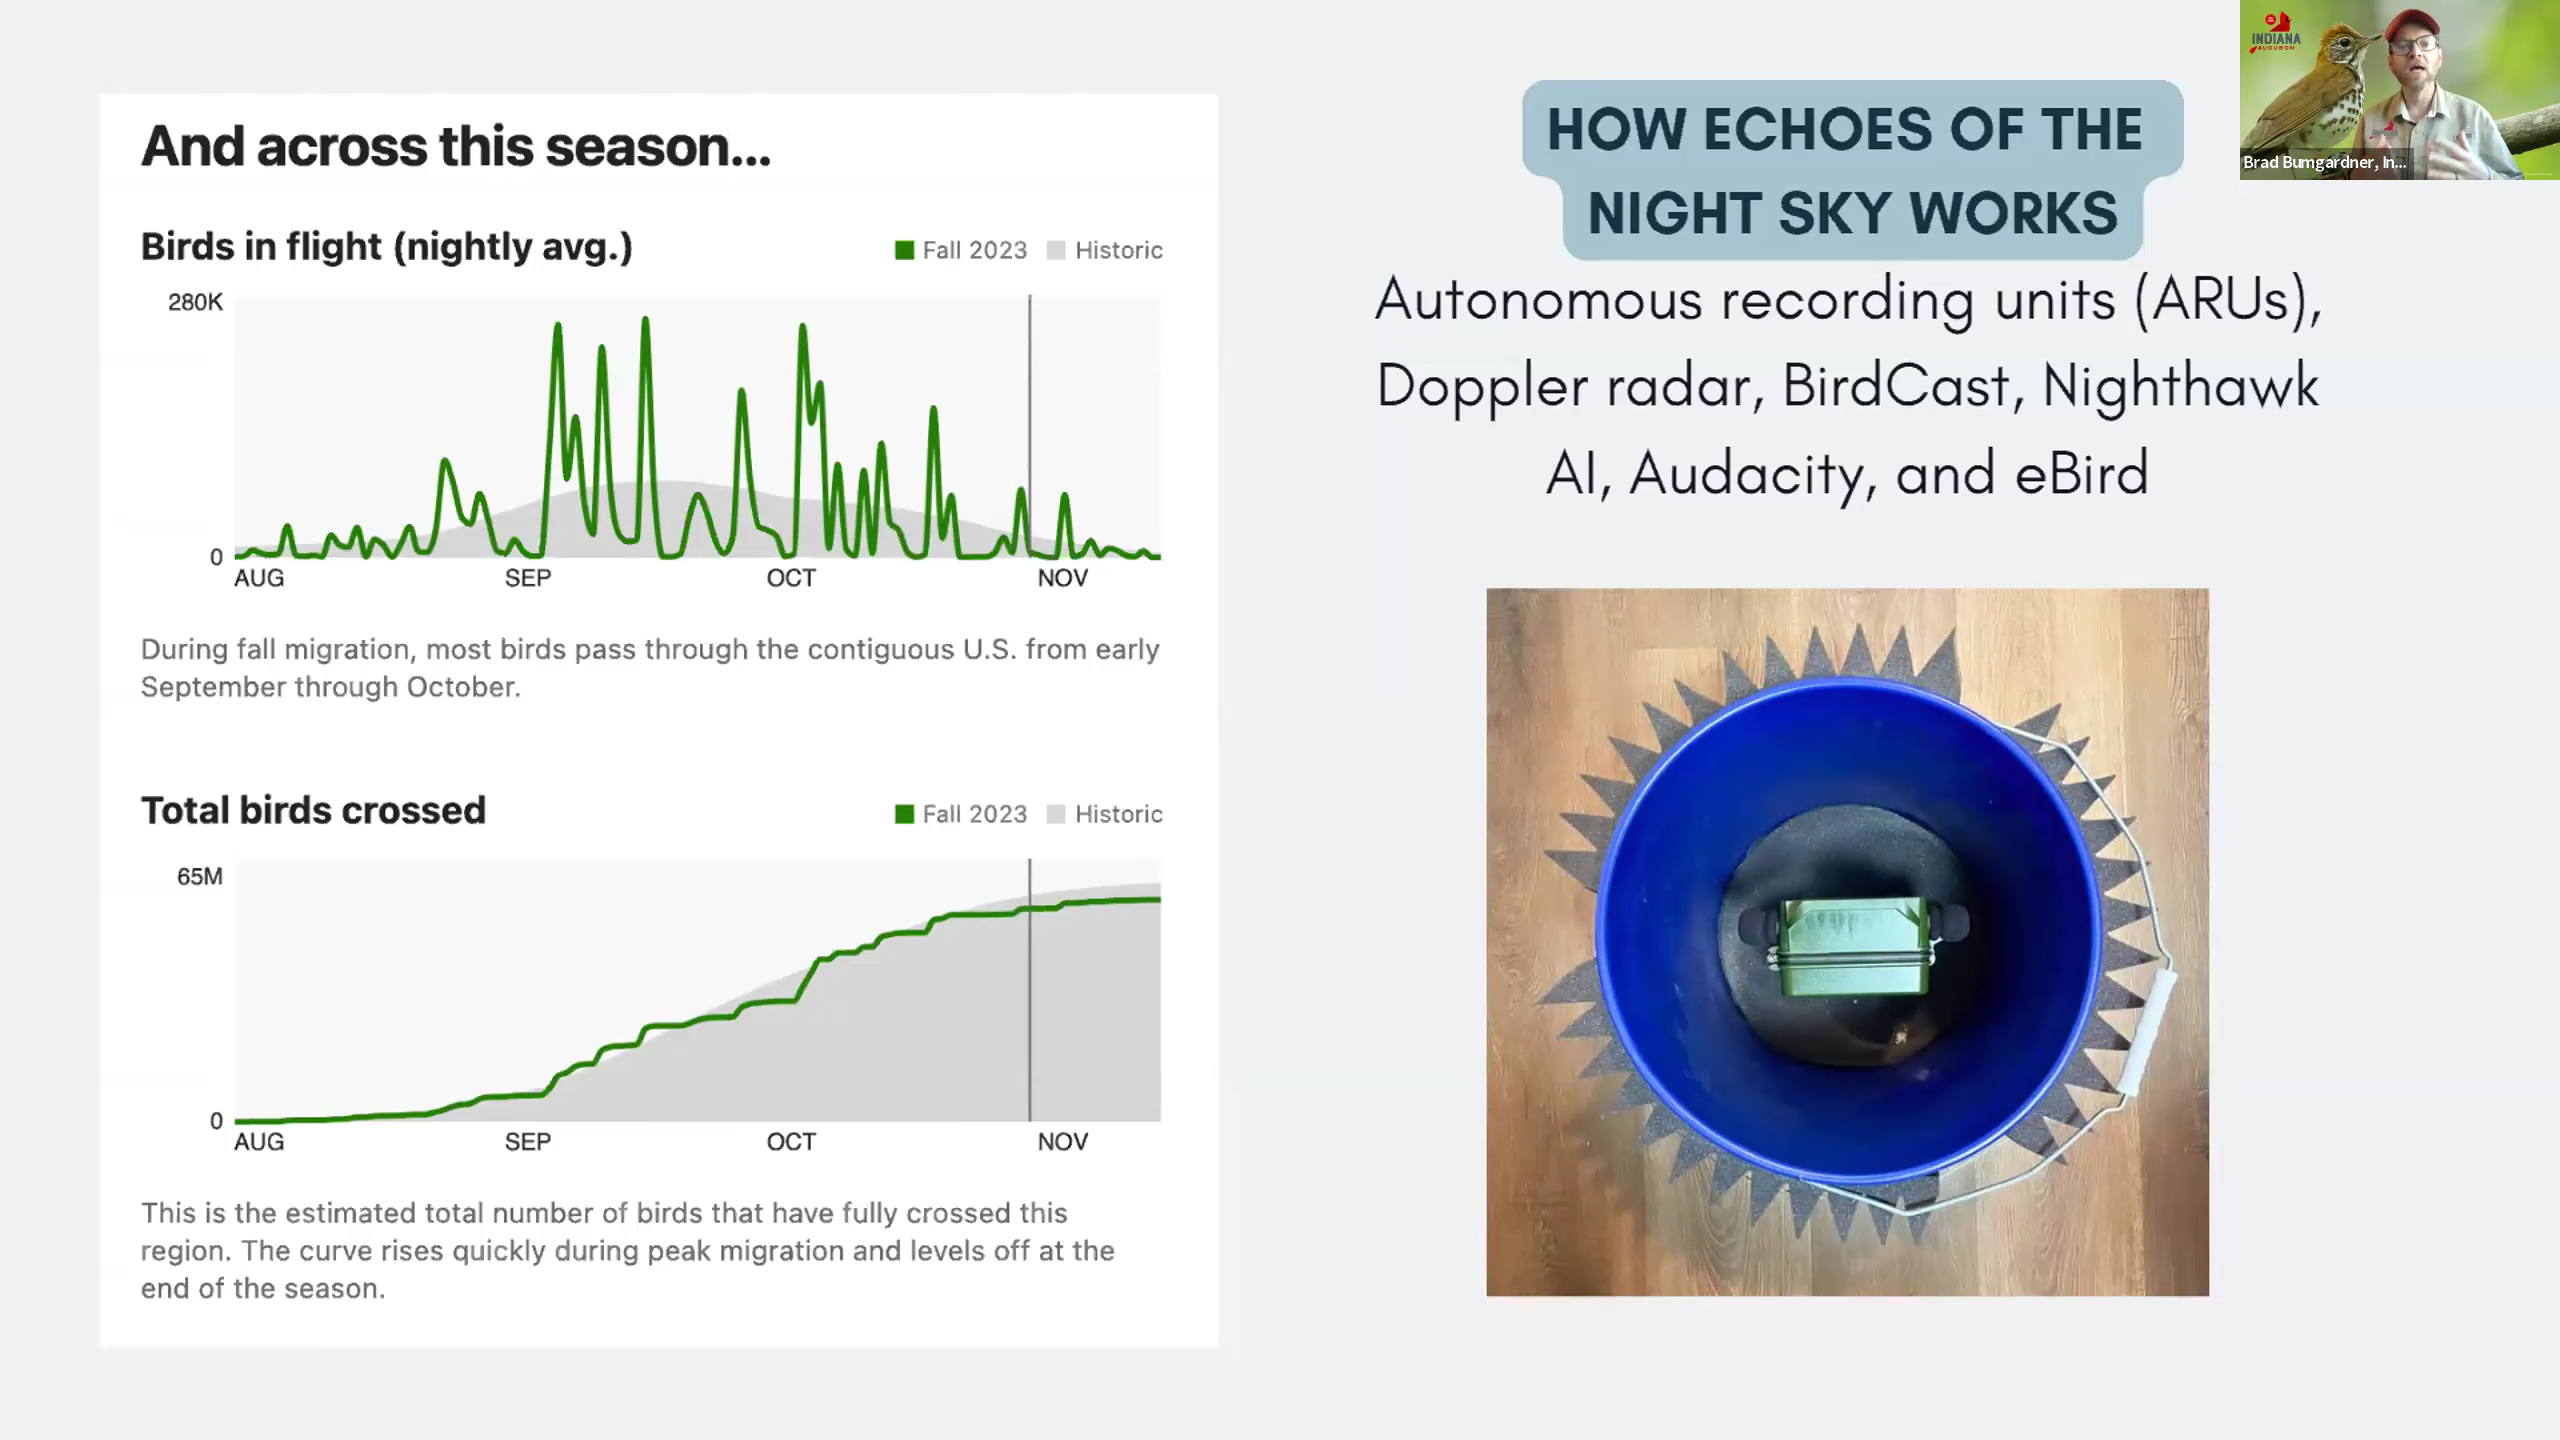 And across this season...
Birds in flight (nightly avg.)
Fall 2023
Historic
280K
0
AUG
SEP
OCT
NOV
During fall migration, most birds pass through the contiguous U.S. from early
September through October.
Total birds crossed
Fall 2023
Historic
65M
0
AUG
SEP
OCT
NOV
This is the estimated total number of birds that have fully crossed this
region. The curve rises quickly during peak migration and levels off at the
end of the season.
HOW ECHOES OF THE
NIGHT SKY WORKS
Autonomous recording units (ARUs),
Doppler radar, BirdCast, Nighthawk
AI, Audacity, and eBird
INDIANA
AUDUBON
Brad Bumgardner, In...